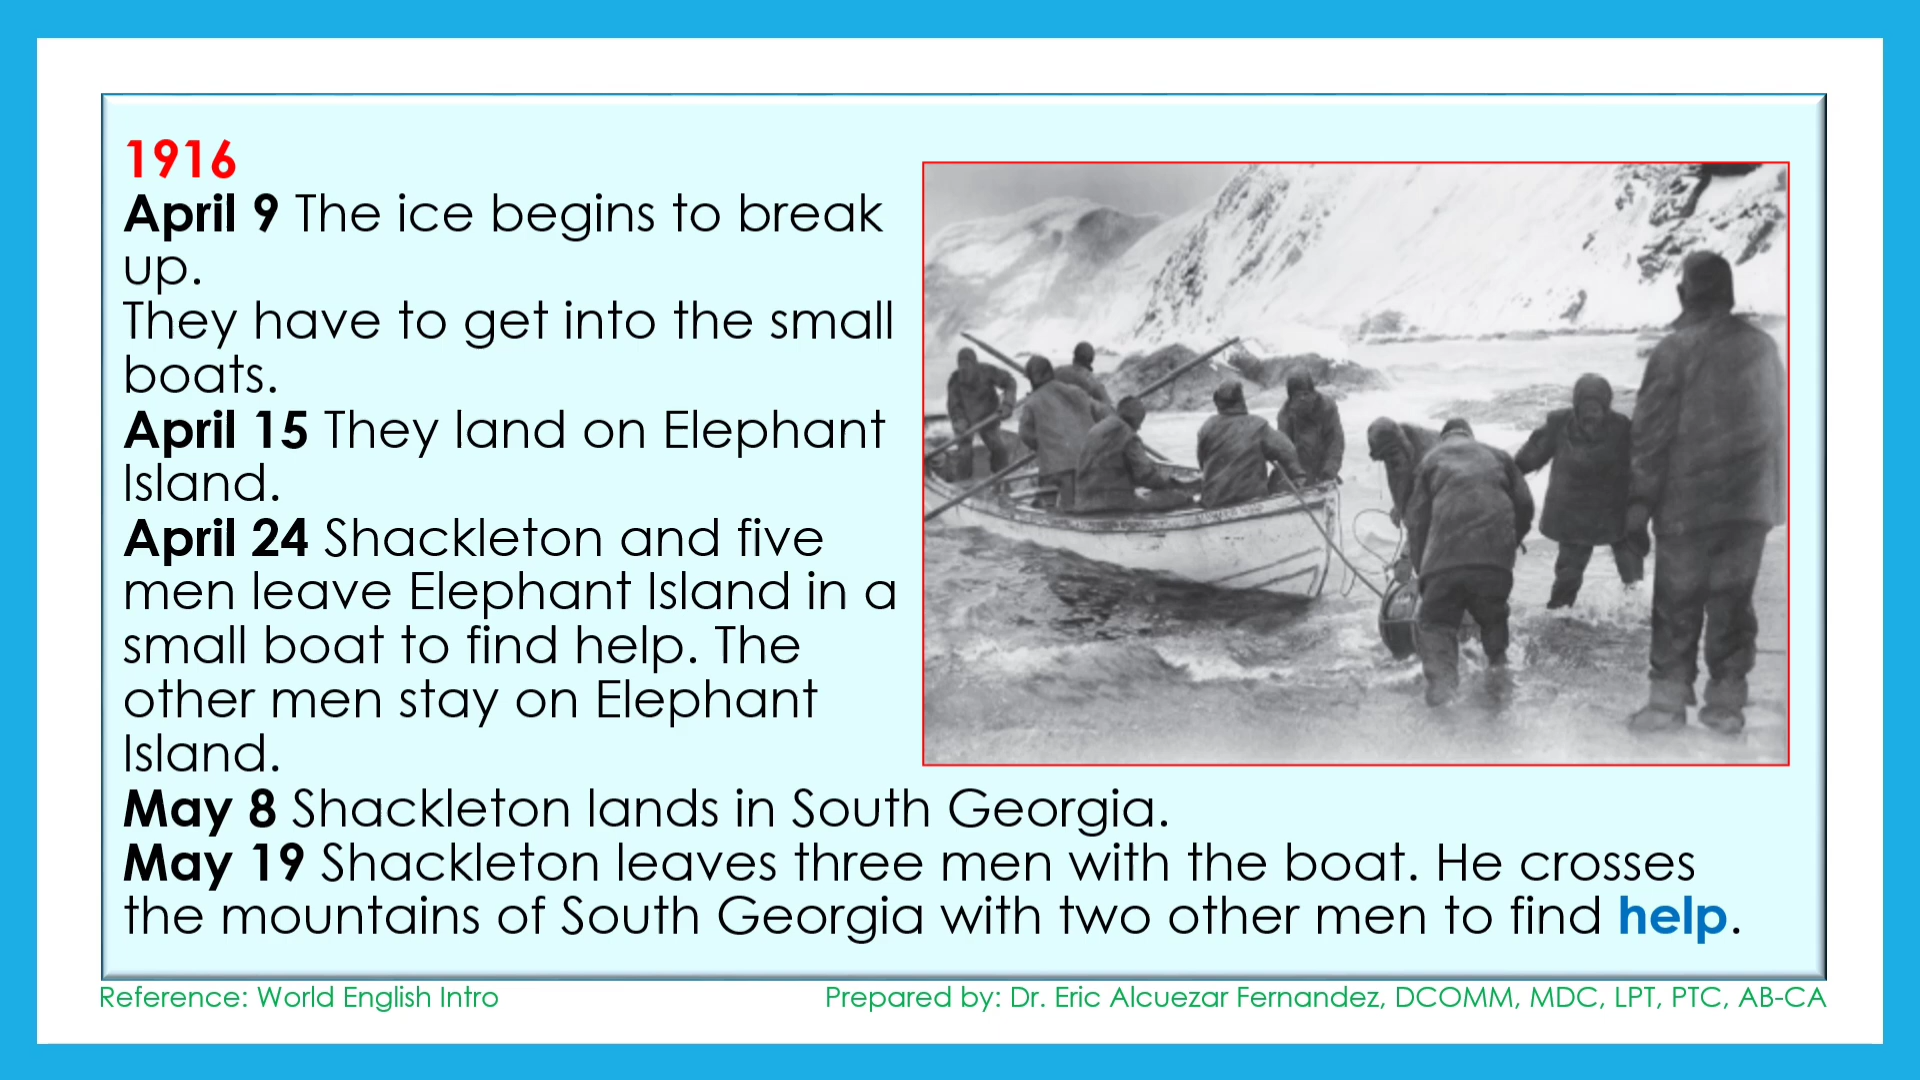 1916
April 9 The ice begins to break
up.
They have to get into the small
boats.
April 15 They land on Elephant
Island.
April 24 Shackleton and five
men leave Elephant Island in a
small boat to find help. The
other men stay on Elephant
Island.
May 8 Shackleton lands in South Georgia.
May 19 Shackleton leaves three men with the boat. He crosses
the mountains of South Georgia with two other men to find help.
Reference: World English Intro
Prepared by: Dr. Eric Alcuezar Fernandez, DCOMM, MDC, LPT, PTC, AB-CA